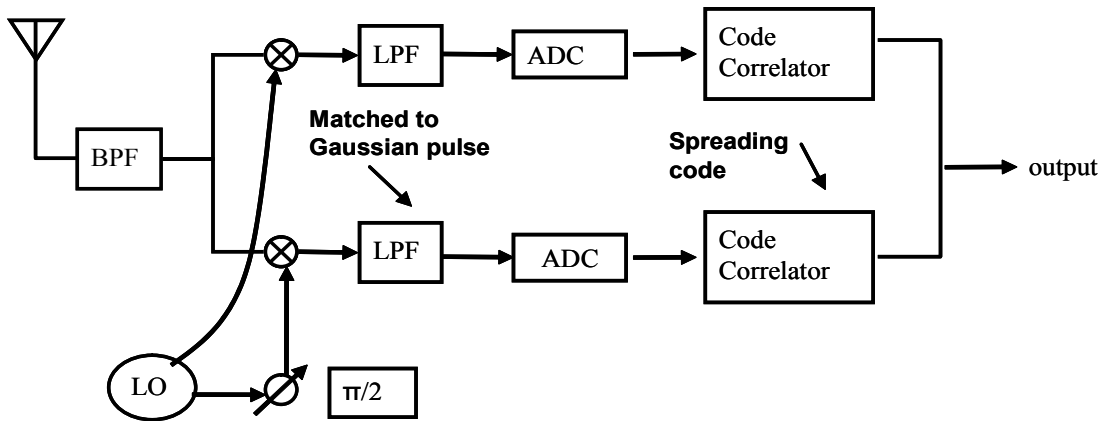 LPF
ADC
Code
Correlator
Matched to
Gaussian pulse
Spreading
code
BPF
output
LPF
ADC
Code
Correlator
LO
π/2